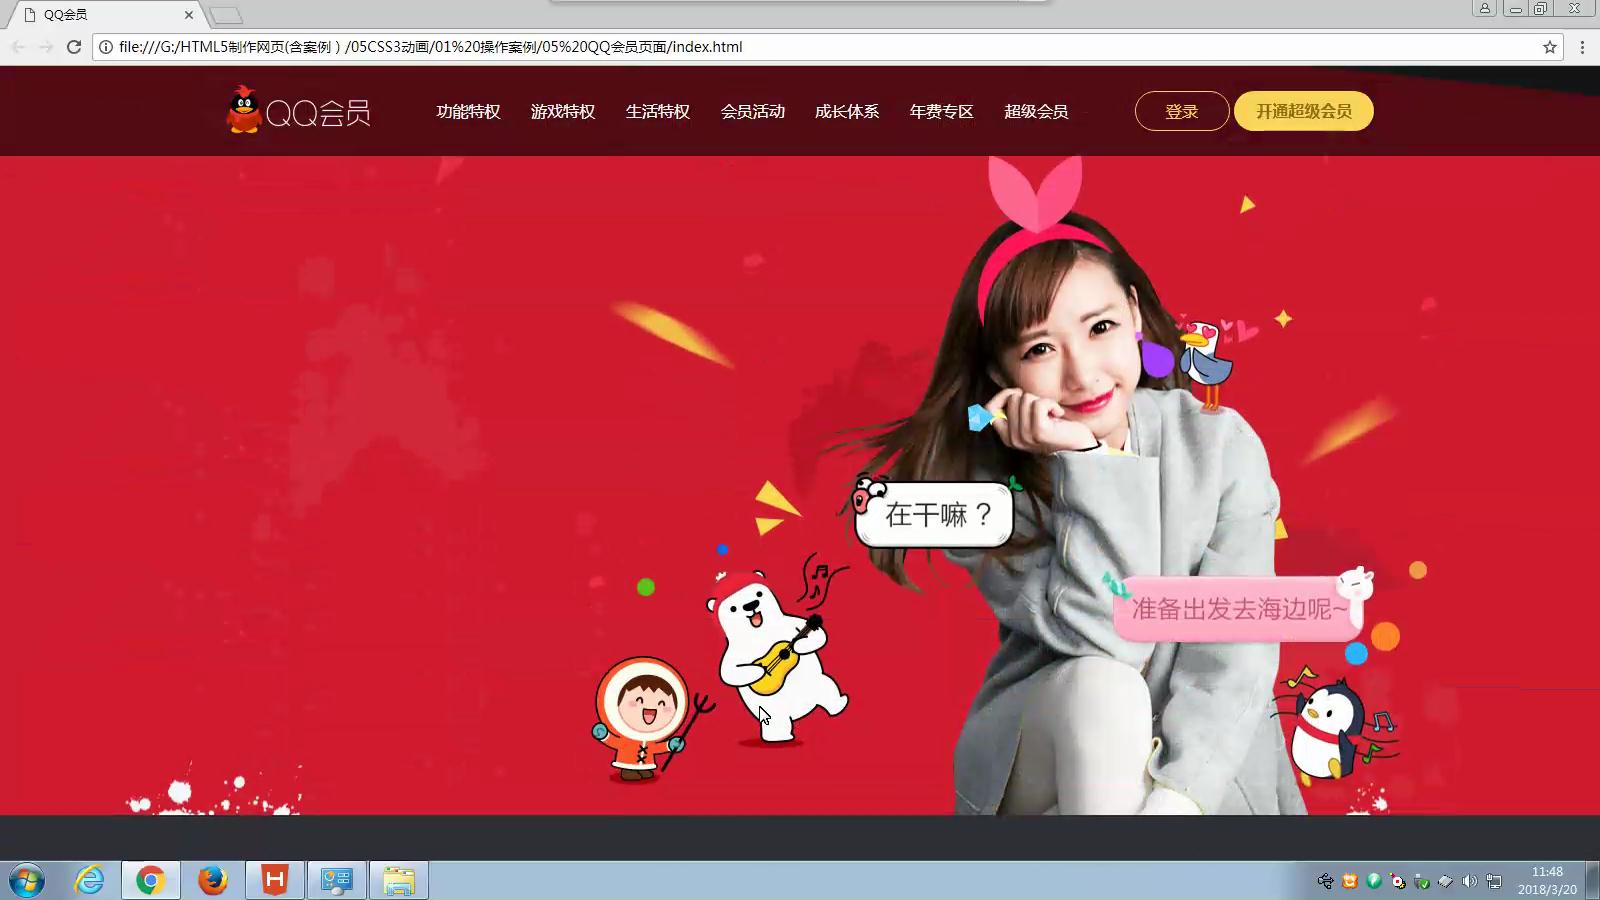 QQ会员
file:///G:/HTML5制作网页(含案例）/05CSS3动画/01%20操作案例/05%20QQ会员页面/index.html
QQ会员 功能特权 游戏特权 生活特权 会员活动 成长体系 年费专区 超级会员 登录 开通超级会员
在干嘛？
准备出发去海边呢~
11:48
2018/3/20